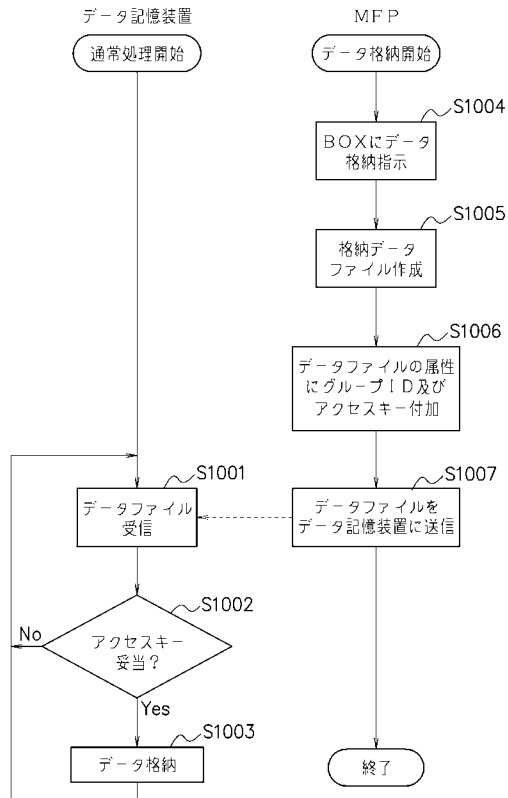 データ記憶装置
通常処理開始
S1001
データファイル
受信
S1002
アクセスキー
妥当？
No
Yes
S1003
データ格納
MFP
データ格納開始
S1004
BOXにデータ
格納指示
S1005
格納データ
ファイル作成
S1006
データファイルの属性
にグループID及び
アクセスキー付加
S1007
データファイルを
データ記憶装置に送信
終了